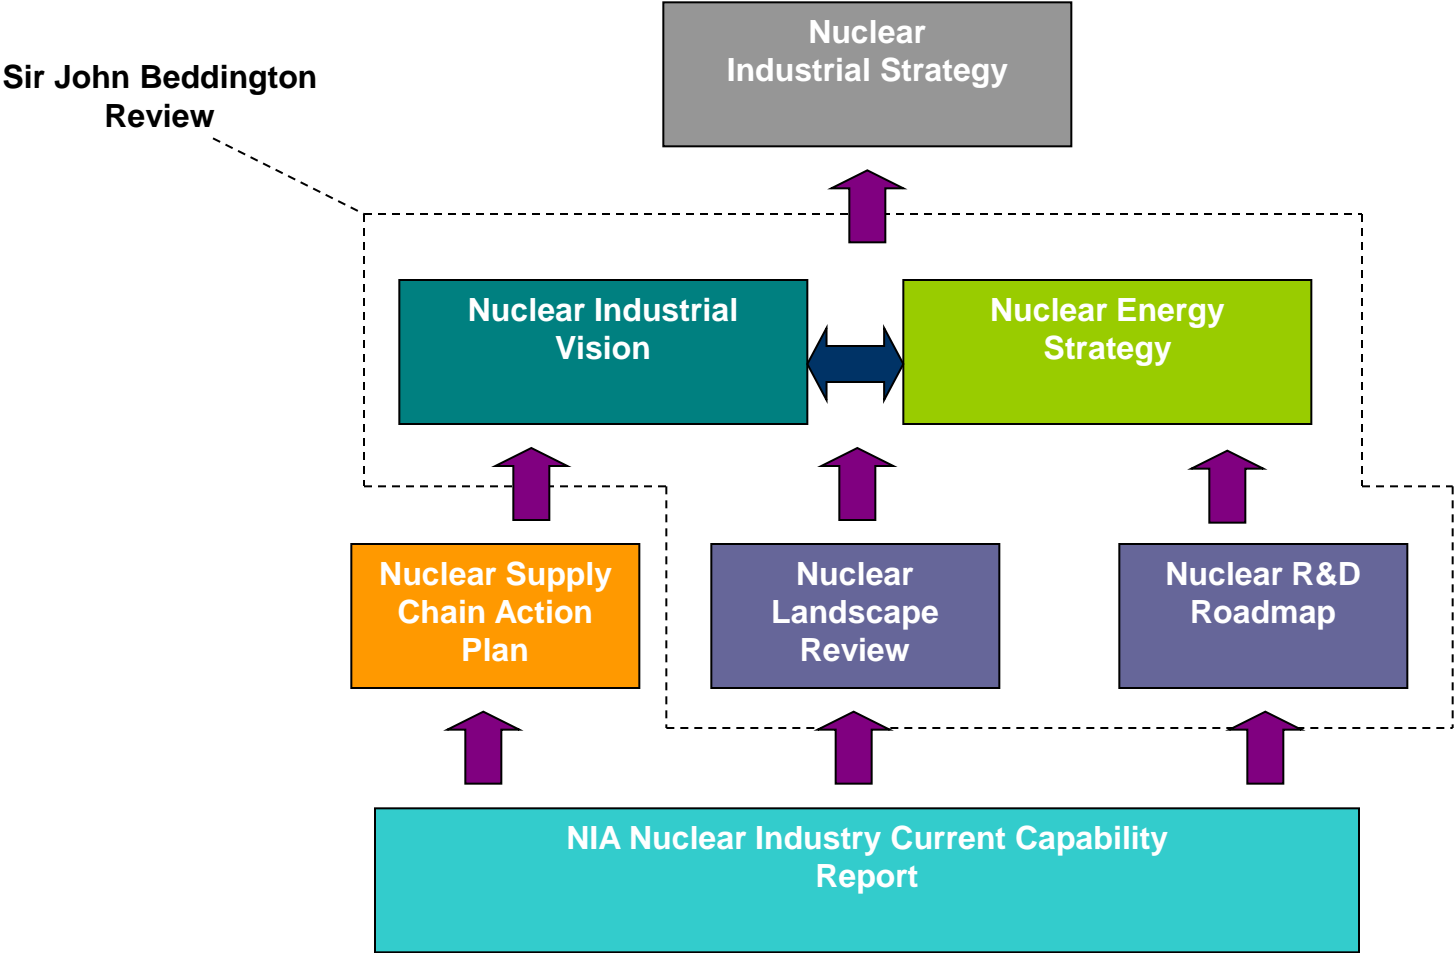 Nuclear
Industrial Strategy
Sir John Beddington
Review
Nuclear Industrial
Vision
Nuclear Energy
Strategy
Nuclear Supply
Chain Action
Plan
Nuclear
Landscape
Review
Nuclear R&D
Roadmap
NIA Nuclear Industry Current Capability
Report